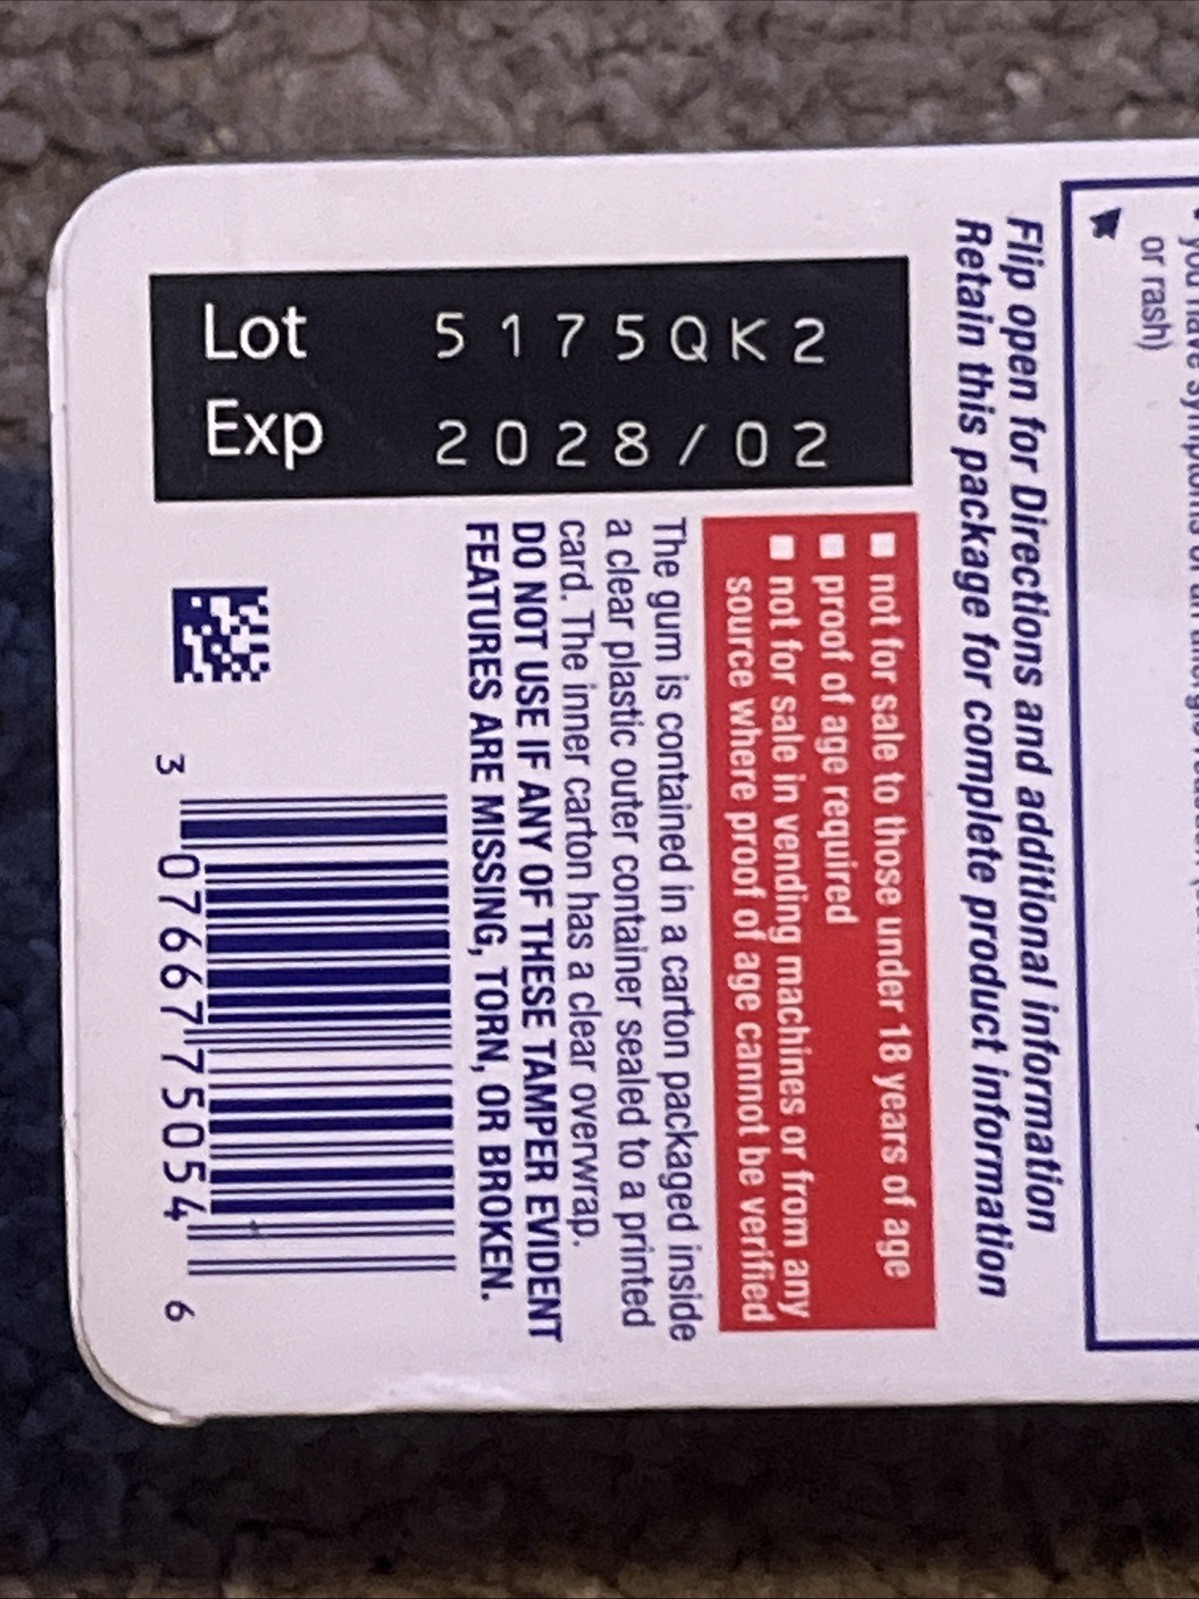 or rash)
Flip open for Directions and additional information
Retain this package for complete product information
■ not for sale to those under 18 years of age
■ proof of age required
■ not for sale in vending machines or from any
source where proof of age cannot be verified
The gum is contained in a carton packaged inside
a clear plastic outer container sealed to a printed
card. The inner carton has a clear overwrap.
DO NOT USE IF ANY OF THESE TAMPER EVIDENT
FEATURES ARE MISSING, TORN, OR BROKEN.
Lot 5175QK2
Exp 2028/02
3 07667 75054 6